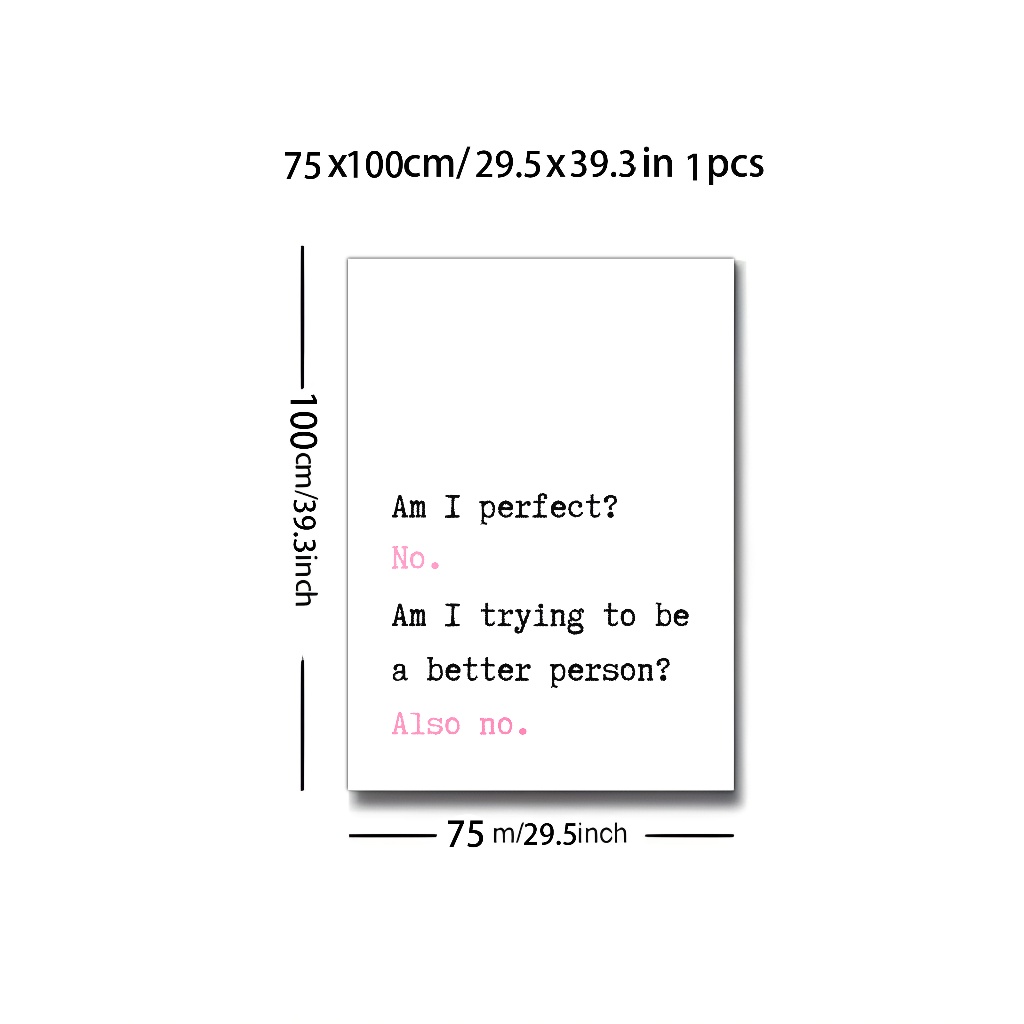 75x100cm/29.5x39.3in 1pcs
100cm/39.3inch
Am I perfect?
No.
Am I trying to be
a better person?
Also no.
75 m/29.5inch